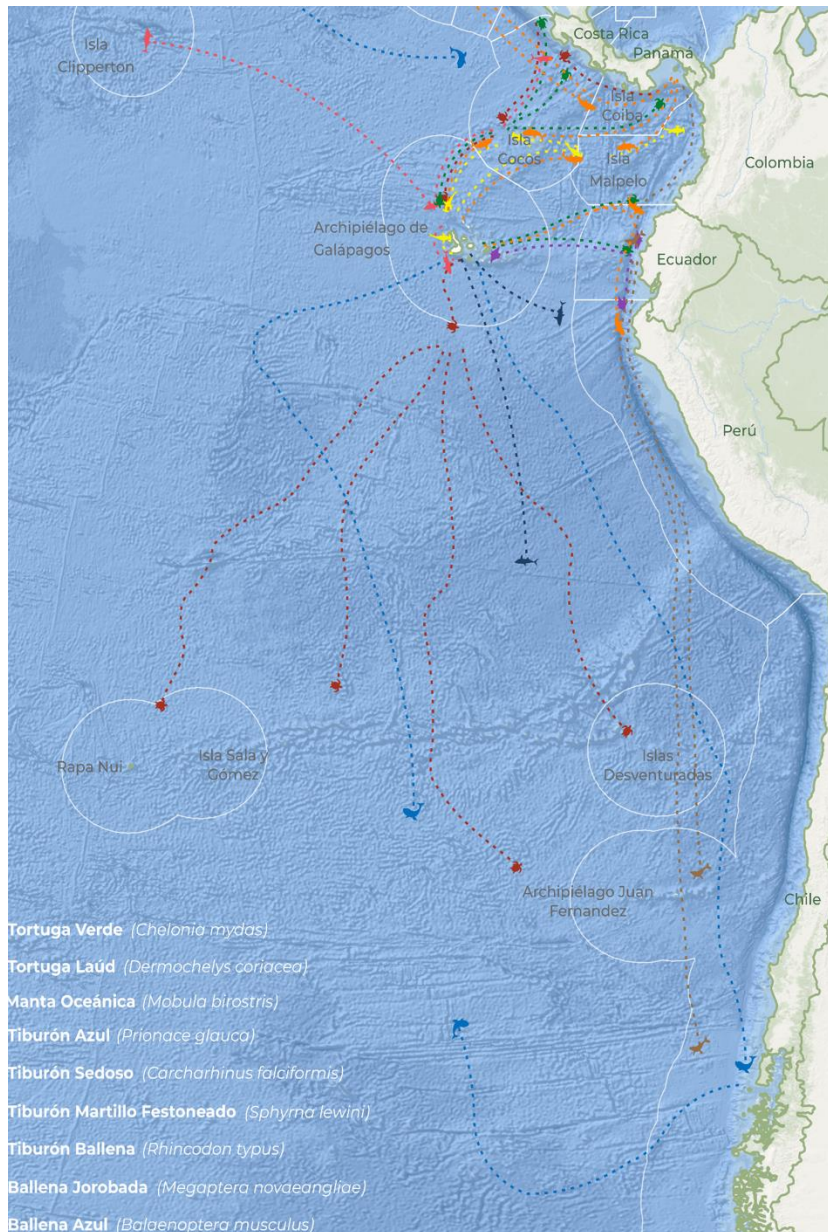 Isla
Clipperton
Costa Rica
Panamá
Isla
Coiba
Isla
Cocos
Isla
Malpelo
Colombia
Archipiélago de
Galápagos
Ecuador
Perú
Rapa Nui
Isla Sala y
Gomez
Islas
Desventuradas
Archipiélago Juan
Fernandez
Chile
Tortuga Verde (Chelonia mydas)
Tortuga Laúd (Dermochelys coriacea)
Manta Oceánica (Mobula birostris)
Tiburón Azul (Prionace glauca)
Tiburón Sedoso (Carcharhinus falciformis)
Tiburón Martillo Festoneado (Sphyrna lewini)
Tiburón Ballena (Rhincodon typus)
Ballena Jorobada (Megaptera novaeangliae)
Ballena Azul (Balaenoptera musculus)